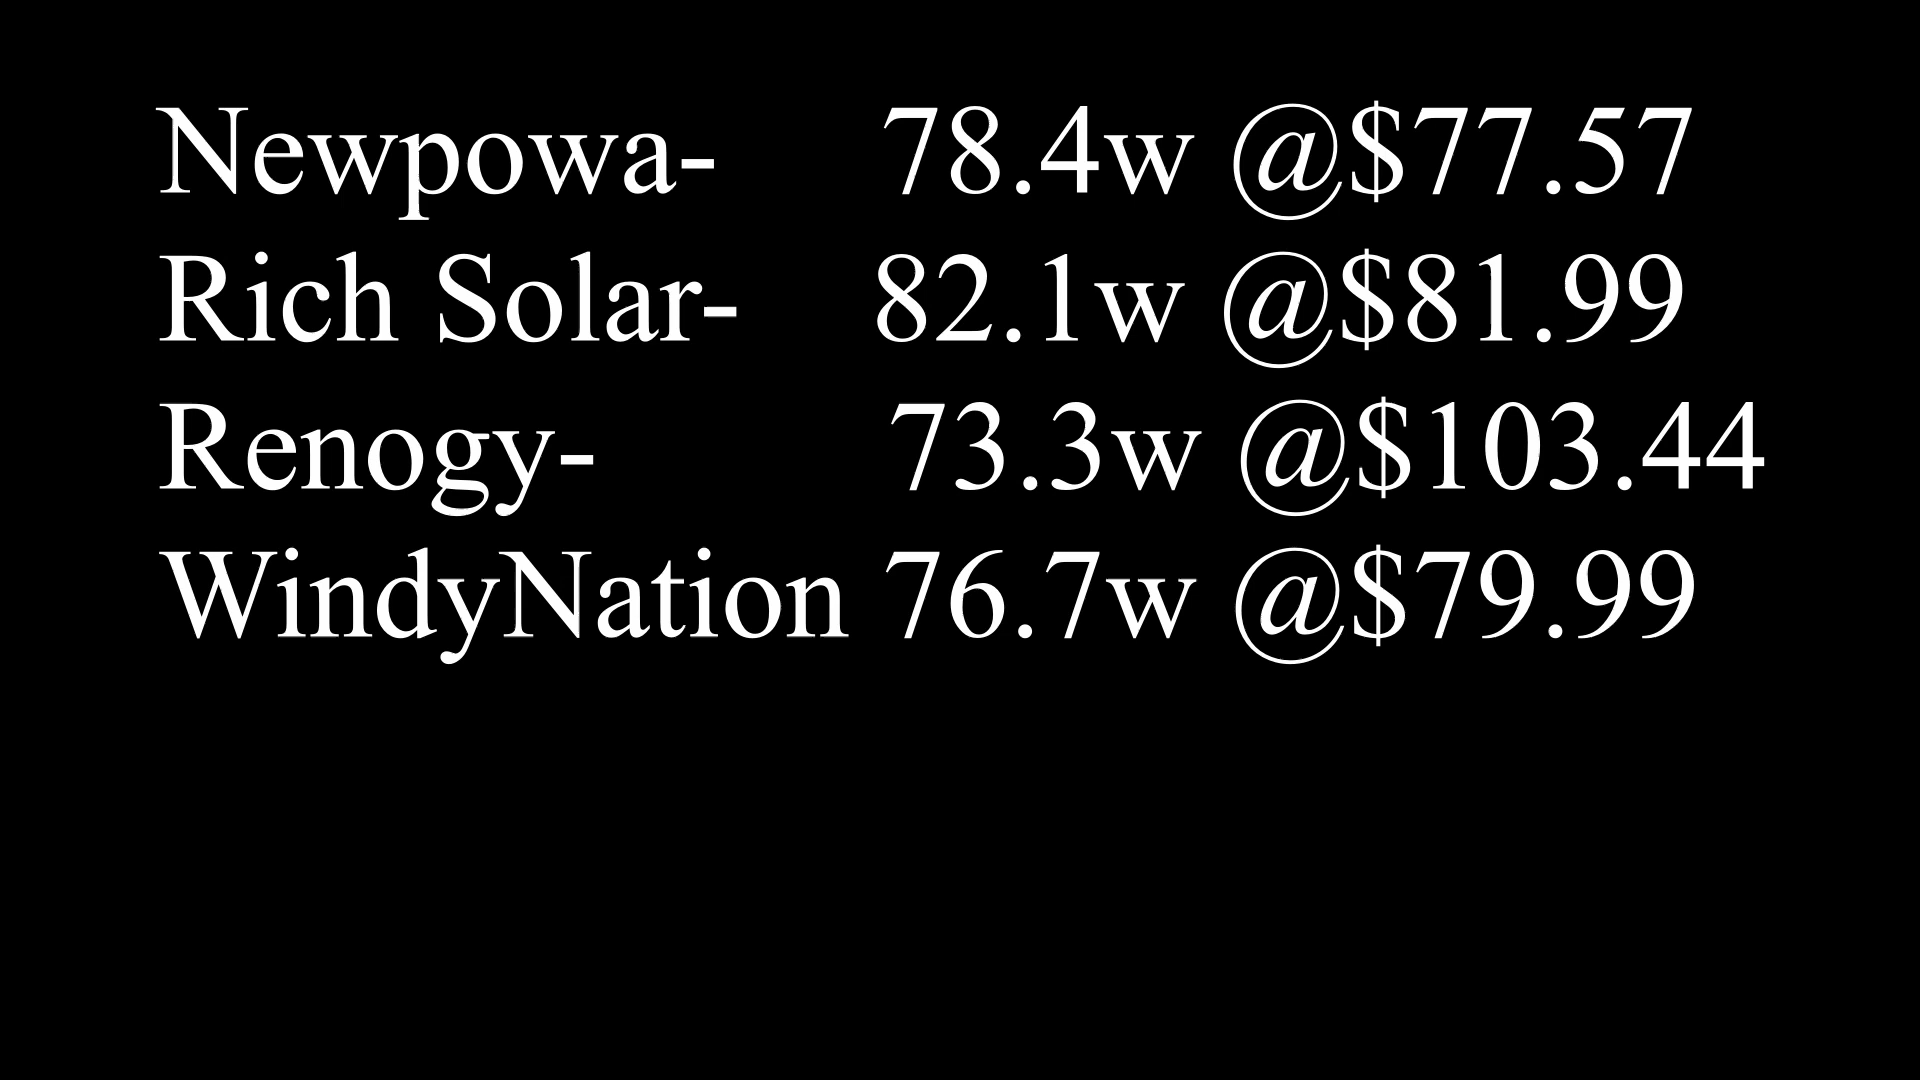 Newpowa- 78.4w @$77.57
Rich Solar- 82.1w @$81.99
Renogy- 73.3w @$103.44
WindyNation 76.7w @$79.99